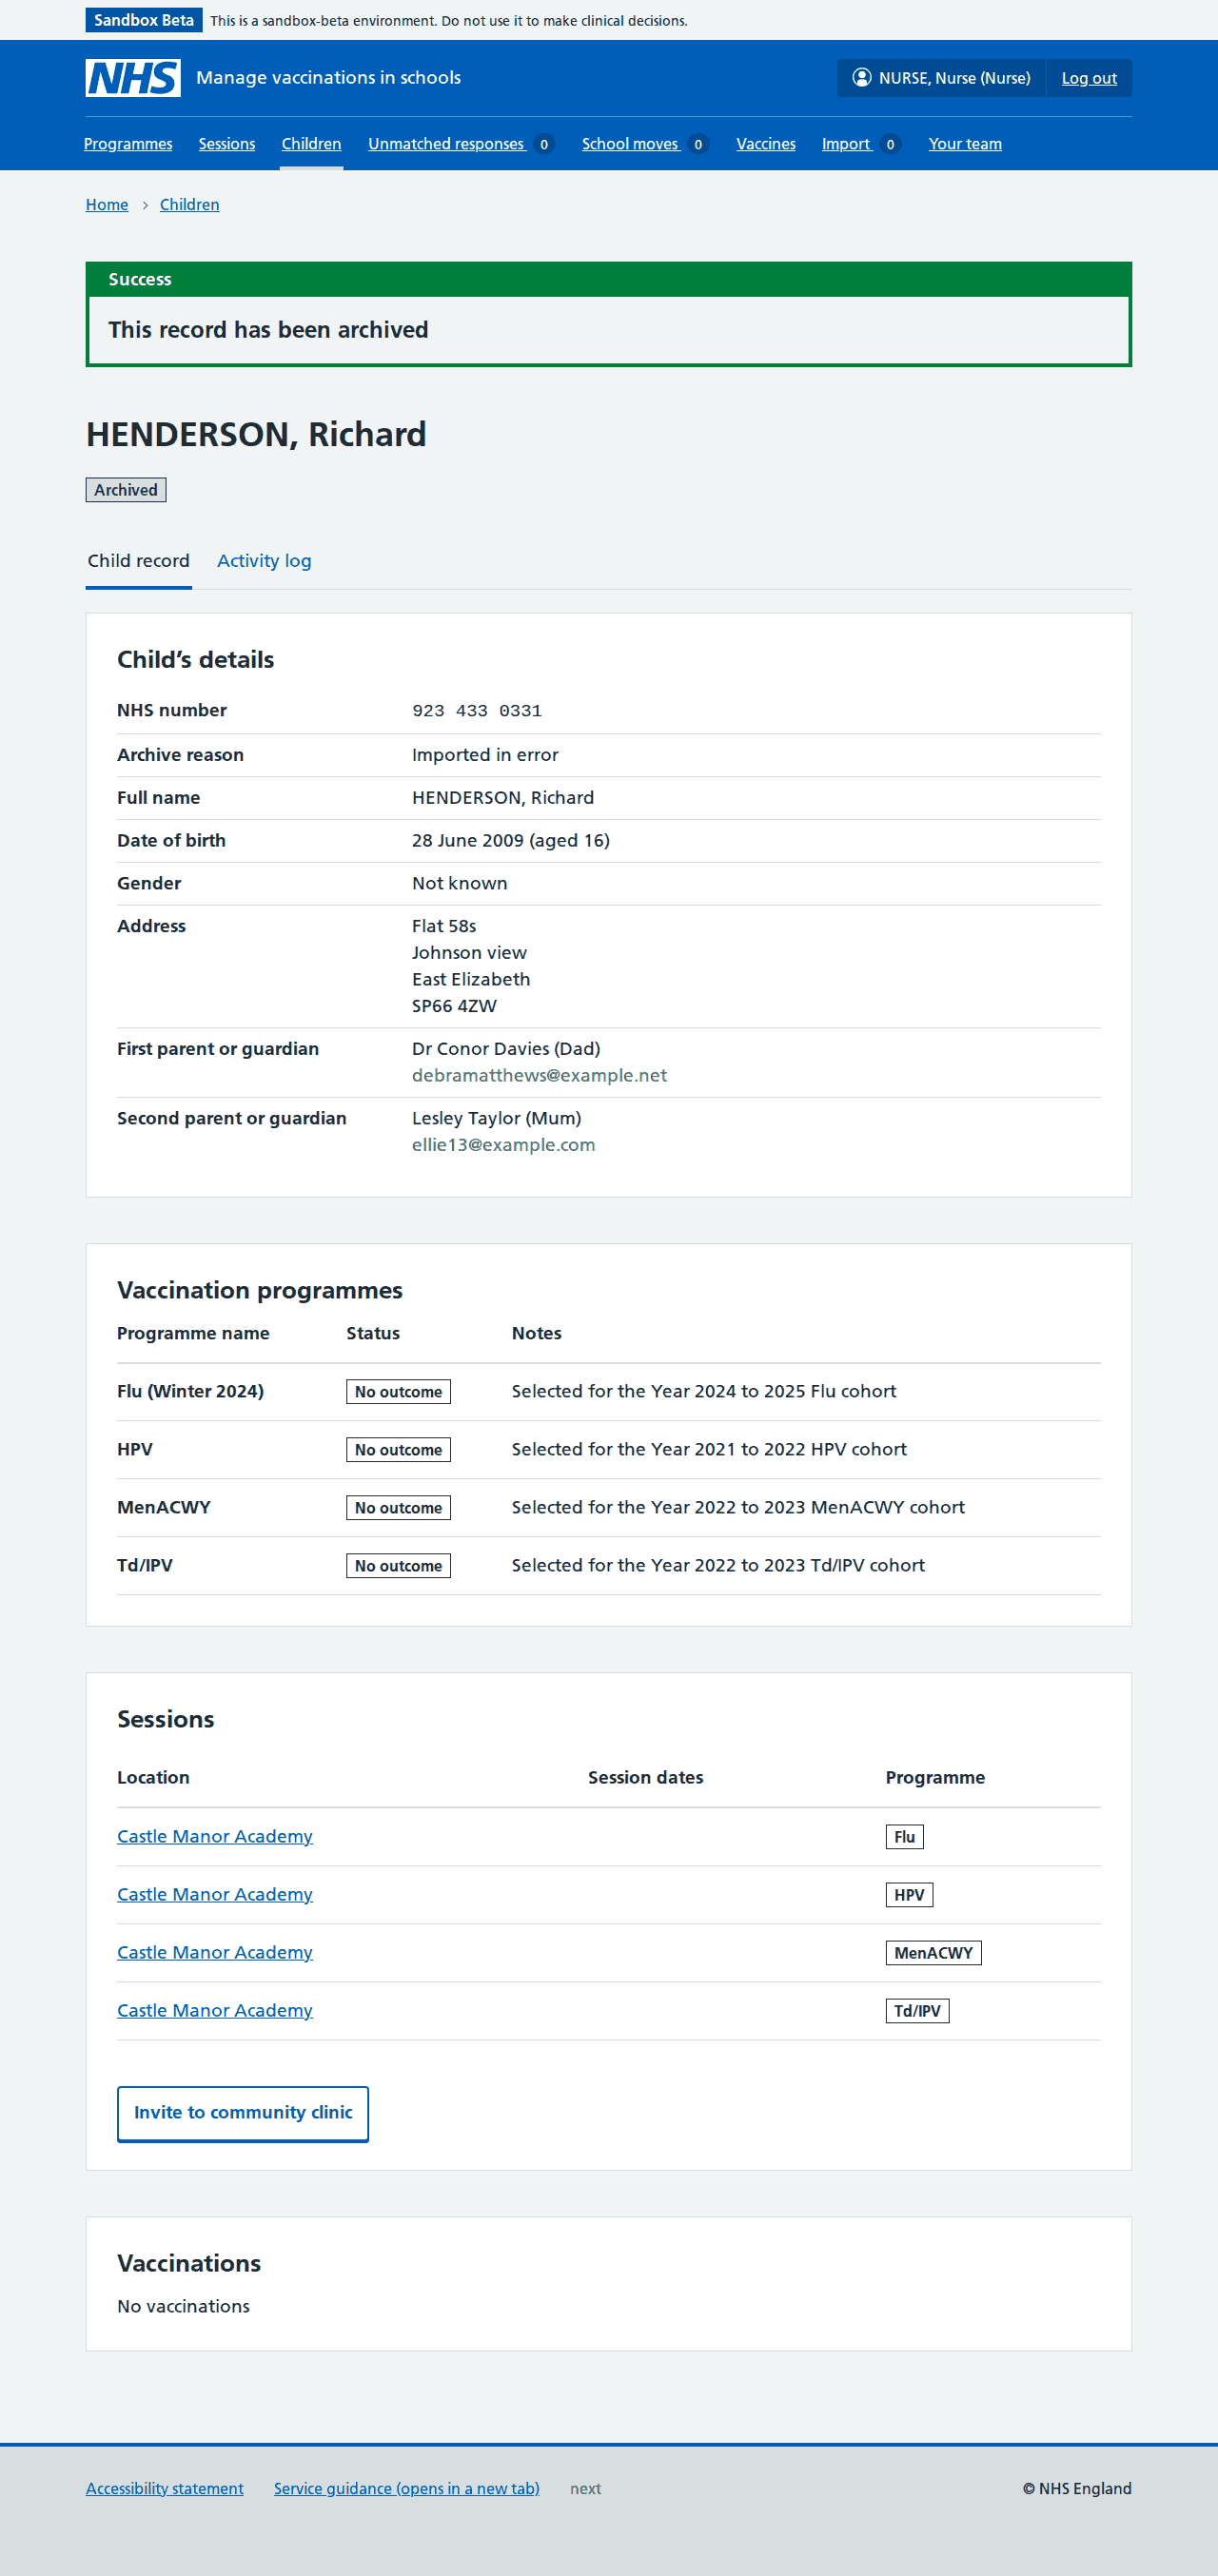 Sandbox Beta This is a sandbox-beta environment. Do not use it to make clinical decisions.
NHS Manage vaccinations in schools NURSE, Nurse (Nurse) Log out
Programmes Sessions Children Unmatched responses 0 School moves 0 Vaccines Import 0 Your team
Home › Children
Success
This record has been archived
HENDERSON, Richard
Archived
Child record Activity log
Child’s details
NHS number 923 433 0331
Archive reason Imported in error
Full name HENDERSON, Richard
Date of birth 28 June 2009 (aged 16)
Gender Not known
Address Flat 58s
Johnson view
East Elizabeth
SP66 4ZW
First parent or guardian Dr Conor Davies (Dad)
debramatthews@example.net
Second parent or guardian Lesley Taylor (Mum)
ellie13@example.com
Vaccination programmes
Programme name Status Notes
Flu (Winter 2024) No outcome Selected for the Year 2024 to 2025 Flu cohort
HPV No outcome Selected for the Year 2021 to 2022 HPV cohort
MenACWY No outcome Selected for the Year 2022 to 2023 MenACWY cohort
Td/IPV No outcome Selected for the Year 2022 to 2023 Td/IPV cohort
Sessions
Location Session dates Programme
Castle Manor Academy Flu
Castle Manor Academy HPV
Castle Manor Academy MenACWY
Castle Manor Academy Td/IPV
Invite to community clinic
Vaccinations
No vaccinations
Accessibility statement Service guidance (opens in a new tab) next © NHS England